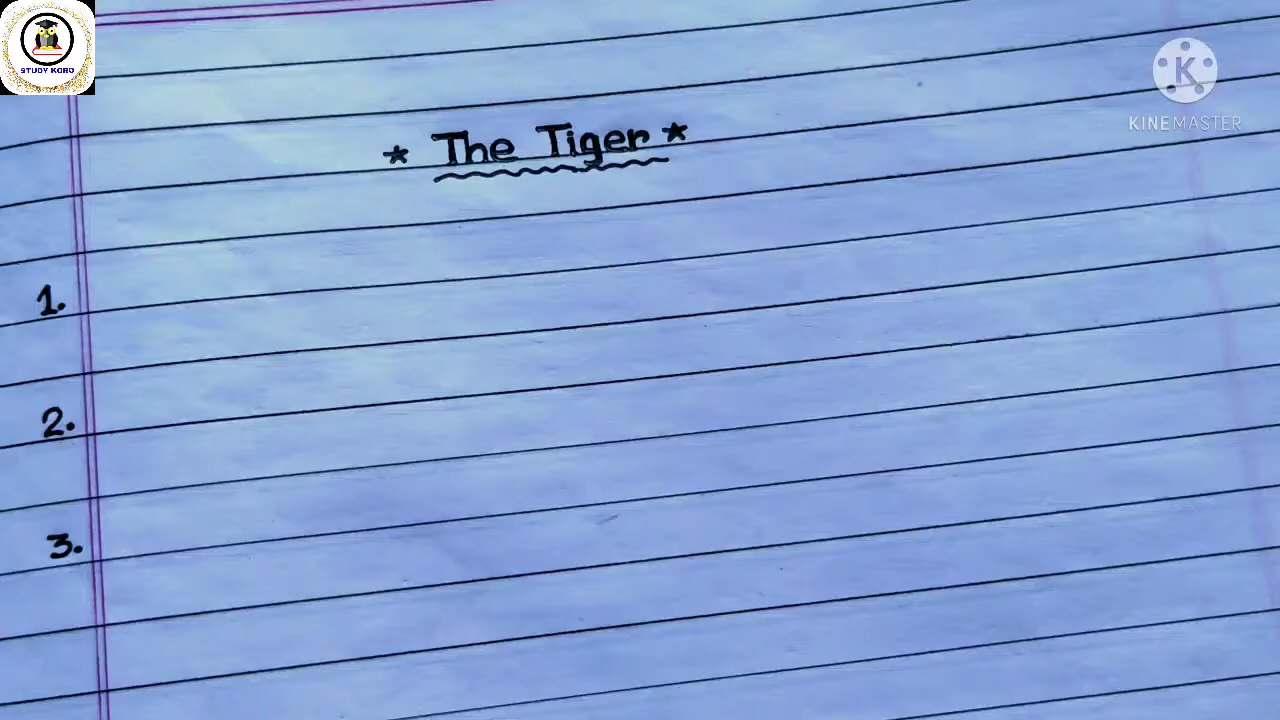 STUDY KORO
K
KINEMASTER
* The Tiger *
1.
2.
3.